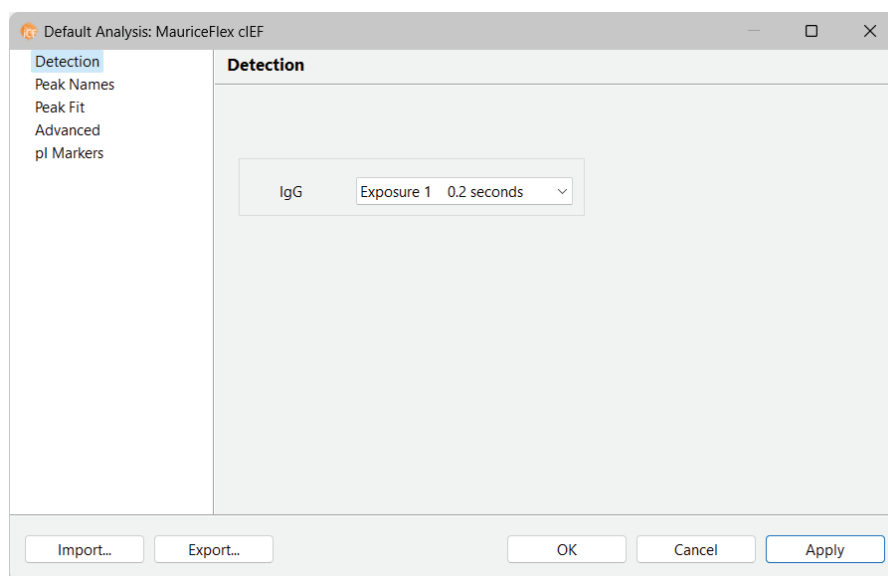 Default Analysis: MauriceFlex cIEF
Detection
Peak Names
Peak Fit
Advanced
pI Markers
Detection
IgG
Exposure 1 0.2 seconds
Import...
Export...
OK
Cancel
Apply